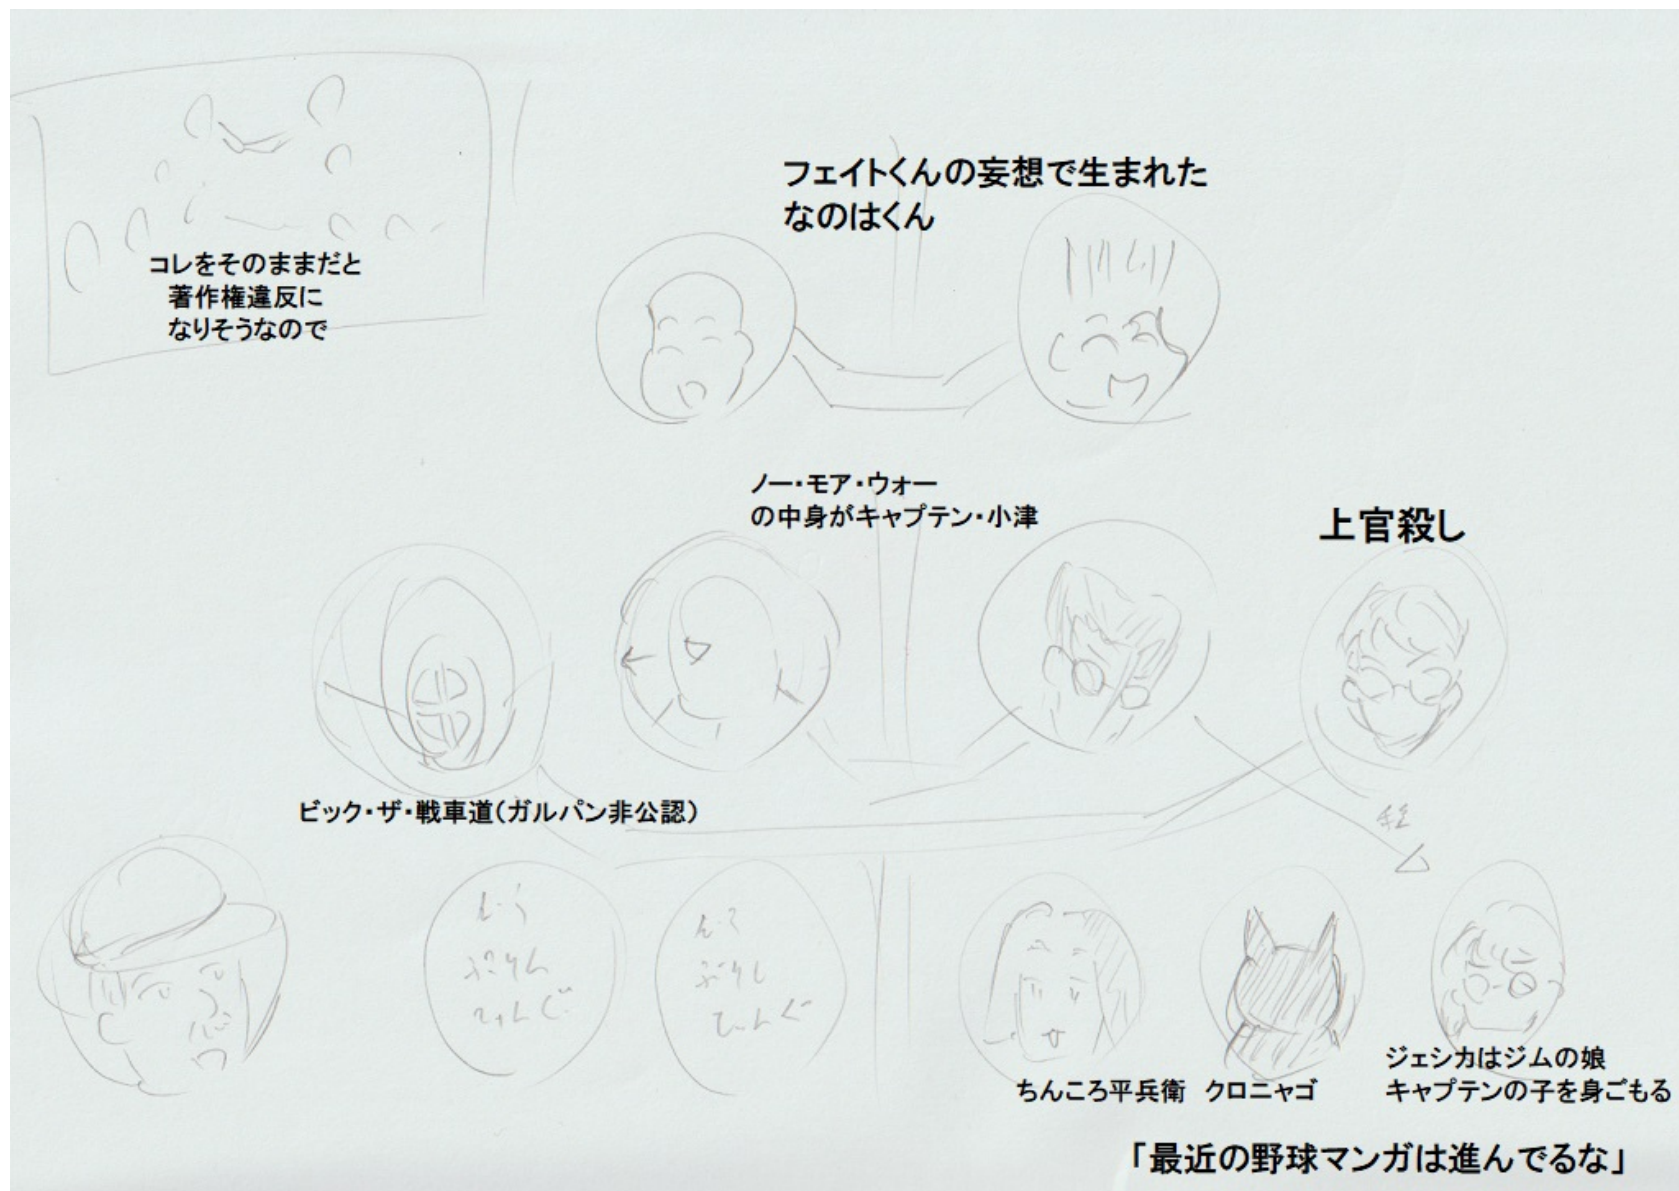 フェイトくんの妄想で生まれた
なのはくん
コレをそのままだと
著作権違反に
なりそうなので
ノー・モア・ウォー
の中身がキャプテン・小津
上官殺し
ビック・ザ・戦車道(ガルパン非公認)
ちんころ平兵衛
クロニャゴ
ジェシカはジムの娘
キャプテンの子を身ごもる
「最近の野球マンガは進んでるな」